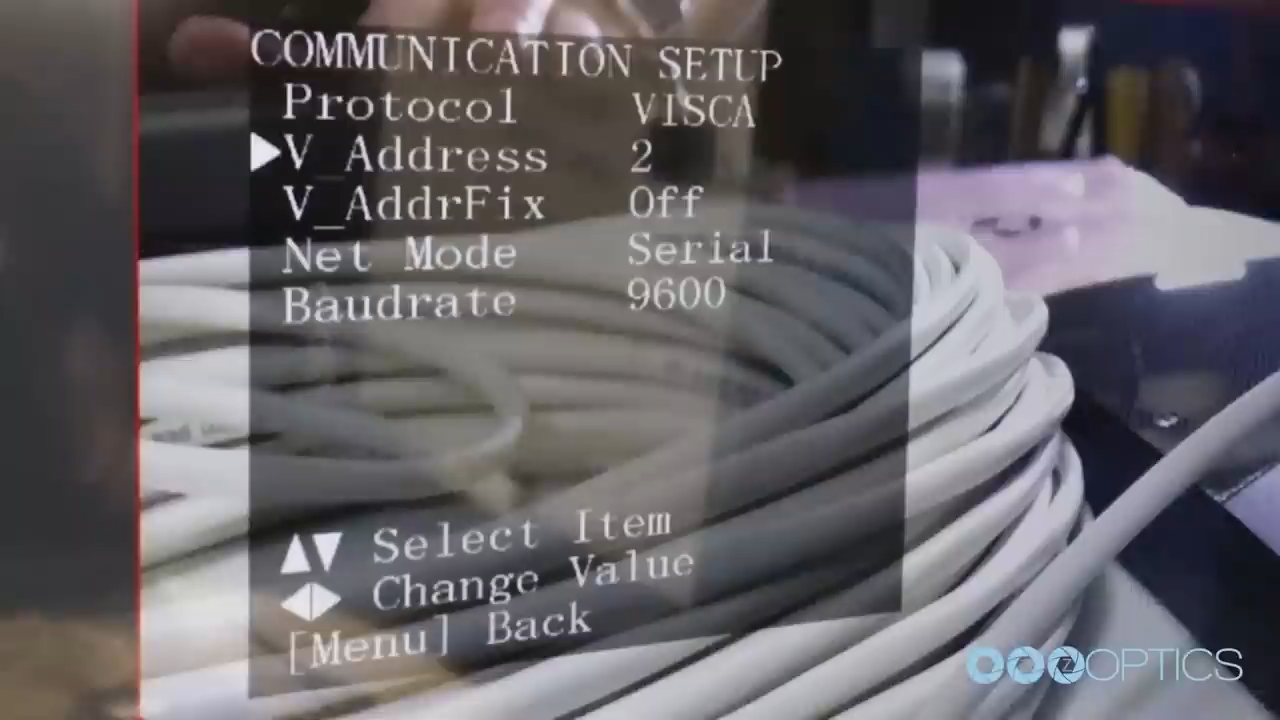 COMMUNICATION SETUP
Protocol VISCA
V_Address 2
V_AddrFix Off
Net Mode Serial
Baudrate 9600
Select Item
Change Value
[Menu] Back
OPTICS